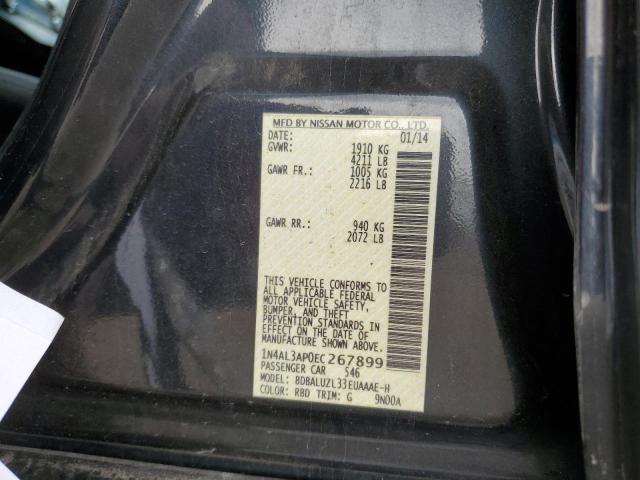 MFD BY NISSAN MOTOR CO., LTD.
DATE: 01/14
GVWR: 1910 KG
4211 LB
GAWR FR.: 1005 KG
2216 LB
GAWR RR.: 940 KG
2072 LB
THIS VEHICLE CONFORMS TO
ALL APPLICABLE FEDERAL
MOTOR VEHICLE SAFETY,
BUMPER, AND THEFT
PREVENTION STANDARDS IN
EFFECT ON THE DATE OF
MANUFACTURE SHOWN ABOVE.
1N4AL3AP0EC267899
PASSENGER CAR S46
MODEL: BDBALUZL33EUAAAE-H
COLOR: RBD TRIM: G 9N00A